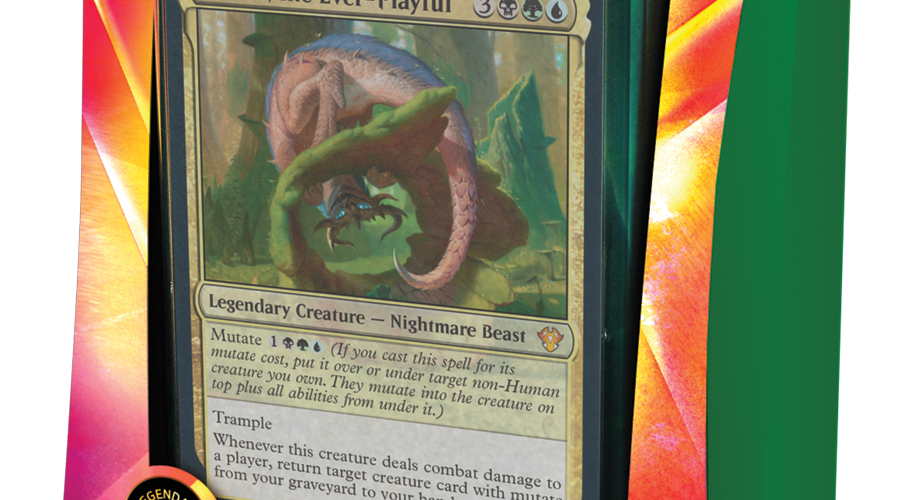 the Ever-Playful 3
Legendary Creature — Nightmare Beast
Mutate 1 (If you cast this spell for its
mutate cost, put it over or under target non-Human
creature you own. They mutate into the creature on
top plus all abilities from under it.)
Trample
Whenever this creature deals combat damage to
a player, return target creature card with mutate
from your graveyard to your